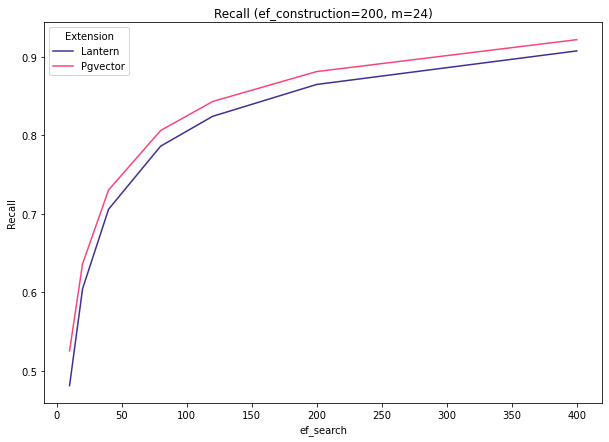 Recall (ef_construction=200, m=24)
Extension
Lantern
Pgvector
0.9
0.8
0.7
0.6
0.5
Recall
0
50
100
150
200
250
300
350
400
ef_search